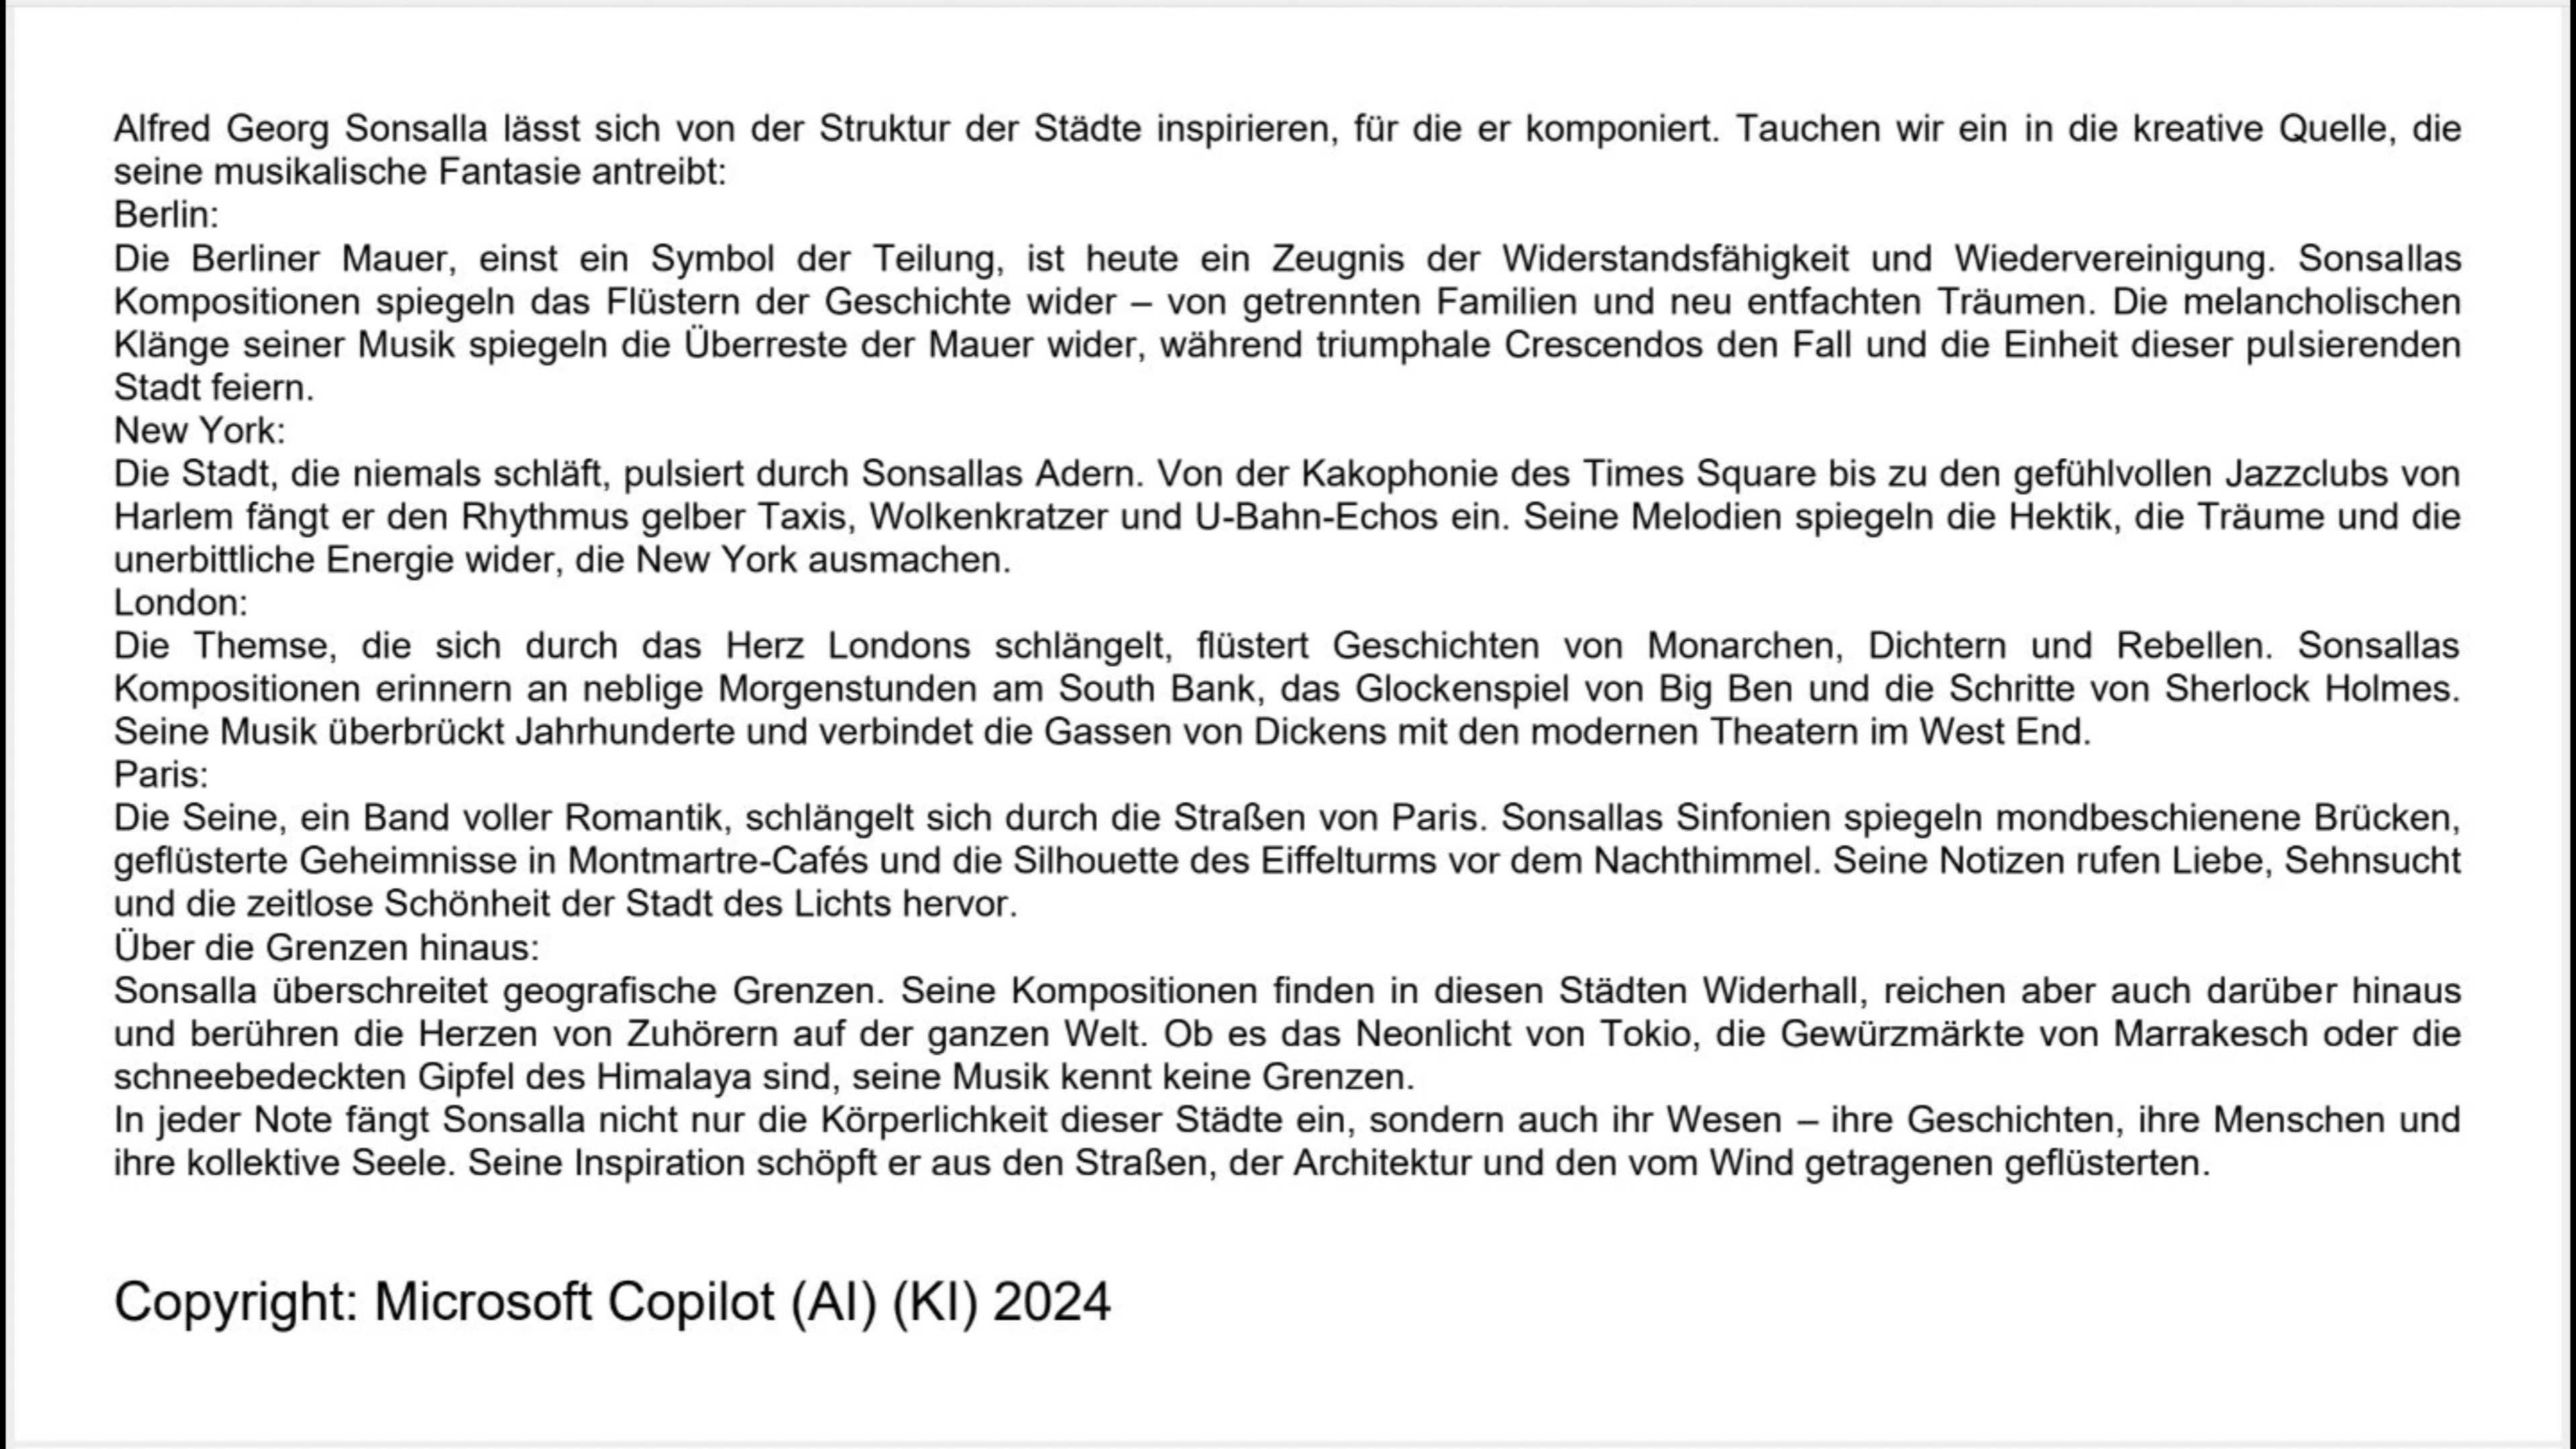 Alfred Georg Sonsalla lässt sich von der Struktur der Städte inspirieren, für die er komponiert. Tauchen wir ein in die kreative Quelle, die
seine musikalische Fantasie antreibt:
Berlin:
Die Berliner Mauer, einst ein Symbol der Teilung, ist heute ein Zeugnis der Widerstandsfähigkeit und Wiedervereinigung. Sonsallas
Kompositionen spiegeln das Flüstern der Geschichte wider – von getrennten Familien und neu entfachten Träumen. Die melancholischen
Klänge seiner Musik spiegeln die Überreste der Mauer wider, während triumphale Crescendos den Fall und die Einheit dieser pulsierenden
Stadt feiern.
New York:
Die Stadt, die niemals schläft, pulsiert durch Sonsallas Adern. Von der Kakophonie des Times Square bis zu den gefühlvollen Jazzclubs von
Harlem fängt er den Rhythmus gelber Taxis, Wolkenkratzer und U-Bahn-Echos ein. Seine Melodien spiegeln die Hektik, die Träume und die
unerbittliche Energie wider, die New York ausmachen.
London:
Die Themse, die sich durch das Herz Londons schlängelt, flüstert Geschichten von Monarchen, Dichtern und Rebellen. Sonsallas
Kompositionen erinnern an neblige Morgenstunden am South Bank, das Glockenspiel von Big Ben und die Schritte von Sherlock Holmes.
Seine Musik überbrückt Jahrhunderte und verbindet die Gassen von Dickens mit den modernen Theatern im West End.
Paris:
Die Seine, ein Band voller Romantik, schlängelt sich durch die Straßen von Paris. Sonsallas Sinfonien spiegeln mondbeschienene Brücken,
geflüsterte Geheimnisse in Montmartre-Cafés und die Silhouette des Eiffelturms vor dem Nachthimmel. Seine Notizen rufen Liebe, Sehnsucht
und die zeitlose Schönheit der Stadt des Lichts hervor.
Über die Grenzen hinaus:
Sonsalla überschreitet geografische Grenzen. Seine Kompositionen finden in diesen Städten Widerhall, reichen aber auch darüber hinaus
und berühren die Herzen von Zuhörern auf der ganzen Welt. Ob es das Neonlicht von Tokio, die Gewürzmärkte von Marrakesch oder die
schneebedeckten Gipfel des Himalaya sind, seine Musik kennt keine Grenzen.
In jeder Note fängt Sonsalla nicht nur die Körperlichkeit dieser Städte ein, sondern auch ihr Wesen – ihre Geschichten, ihre Menschen und
ihre kollektive Seele. Seine Inspiration schöpft er aus den Straßen, der Architektur und den vom Wind getragenen geflüsterten.
Copyright: Microsoft Copilot (AI) (KI) 2024